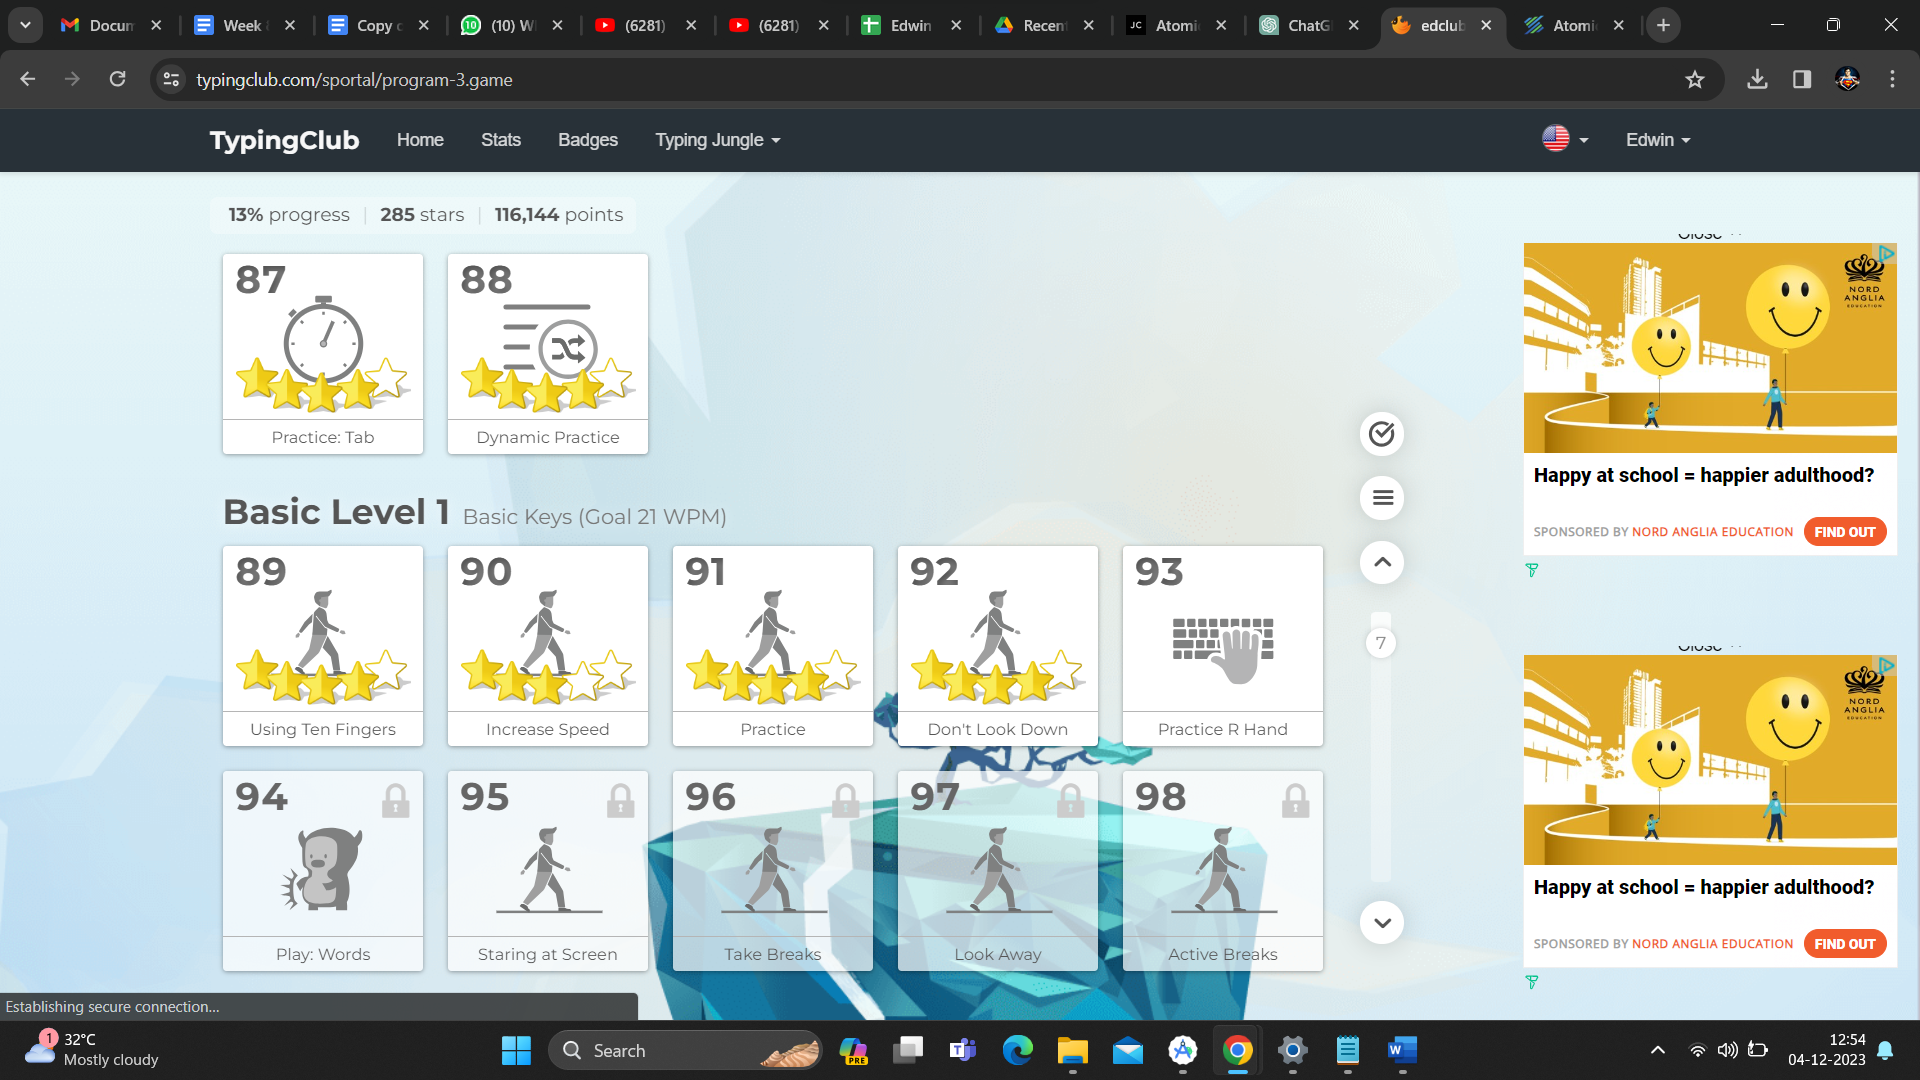 Docum
Week
Copy c
(10) W
(6281)
(6281)
Edwin
Recent
JC Atomi
ChatG
edclub
Atomi
typingclub.com/sportal/program-3.game
TypingClub Home Stats Badges Typing Jungle Edwin
13% progress 285 stars 116,144 points
87 88
Practice: Tab Dynamic Practice
Basic Level 1 Basic Keys (Goal 21 WPM)
89 90 91 92 93
Using Ten Fingers Increase Speed Practice Don't Look Down Practice R Hand
94 95 96 97 98
Play: Words Staring at Screen Take Breaks Look Away Active Breaks
7
NORD
ANGLIA
EDUCATION
Happy at school = happier adulthood?
SPONSORED BY NORD ANGLIA EDUCATION FIND OUT
NORD
ANGLIA
EDUCATION
Happy at school = happier adulthood?
SPONSORED BY NORD ANGLIA EDUCATION FIND OUT
Establishing secure connection...
1
32°C
Mostly cloudy
Search
PRE
12:54
04-12-2023